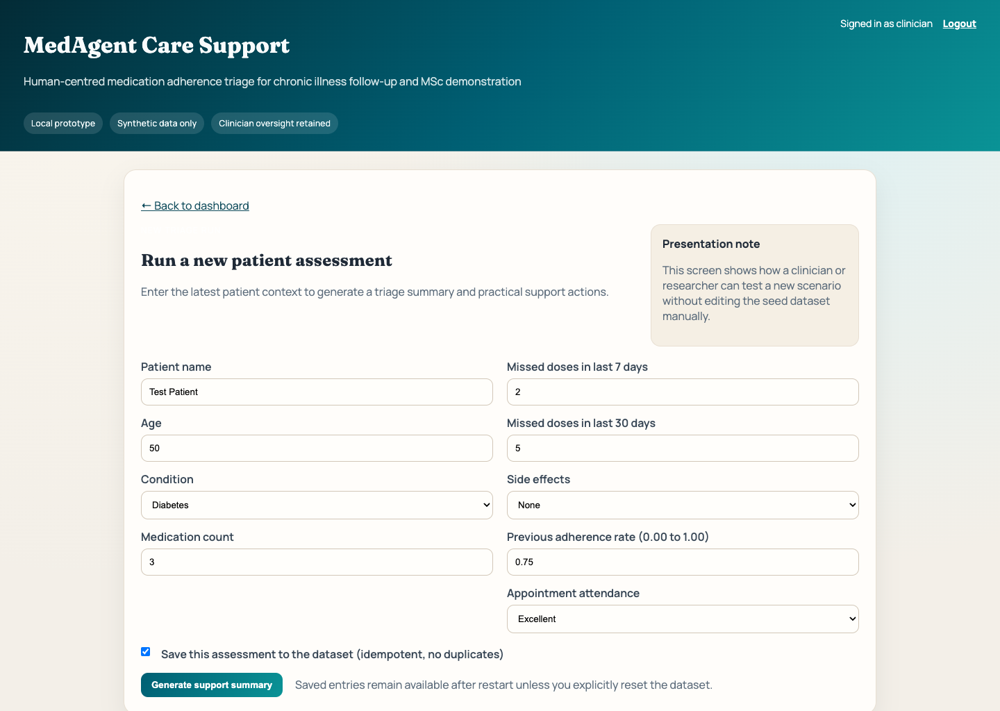 Signed in as clinician Logout
MedAgent Care Support
Human-centred medication adherence triage for chronic illness follow-up and MSc demonstration
Local prototype
Synthetic data only
Clinician oversight retained
← Back to dashboard
Run a new patient assessment
Enter the latest patient context to generate a triage summary and practical support actions.
Presentation note
This screen shows how a clinician or
researcher can test a new scenario
without editing the seed dataset
manually.
Patient name
Test Patient
Age
50
Condition
Diabetes
Medication count
3
Missed doses in last 7 days
2
Missed doses in last 30 days
5
Side effects
None
Previous adherence rate (0.00 to 1.00)
0.75
Appointment attendance
Excellent
Save this assessment to the dataset (idempotent, no duplicates)
Generate support summary
Saved entries remain available after restart unless you explicitly reset the dataset.